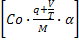 [Co · (q + V/T)/M · α]